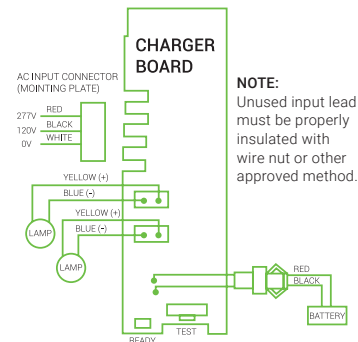 CHARGER
BOARD
AC INPUT CONNECTOR
(MOINTING PLATE)
277V RED
120V BLACK
0V WHITE
NOTE:
Unused input lead
must be properly
insulated with
wire nut or other
approved method.
YELLOW (+)
BLUE (-)
YELLOW (+)
BLUE (-)
LAMP
LAMP
RED
BLACK
BATTERY
TEST
READY